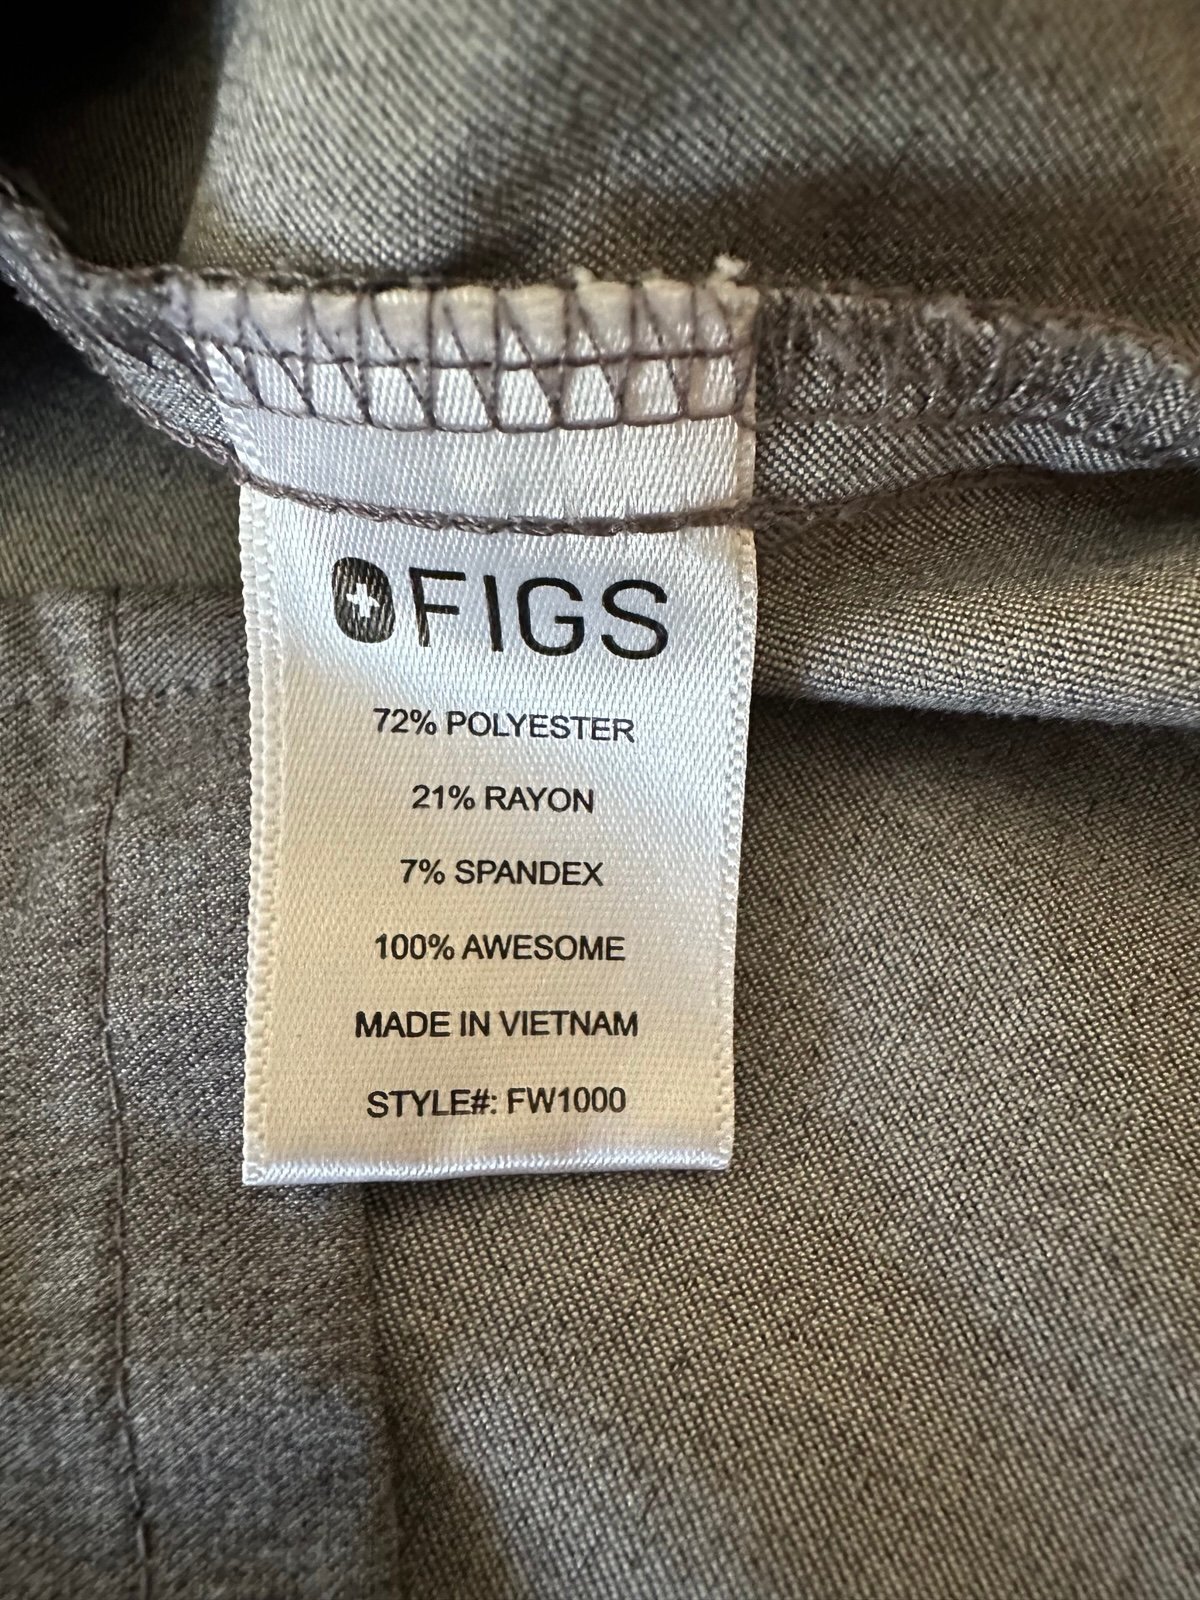 FIGS
72% POLYESTER
21% RAYON
7% SPANDEX
100% AWESOME
MADE IN VIETNAM
STYLE#: FW1000